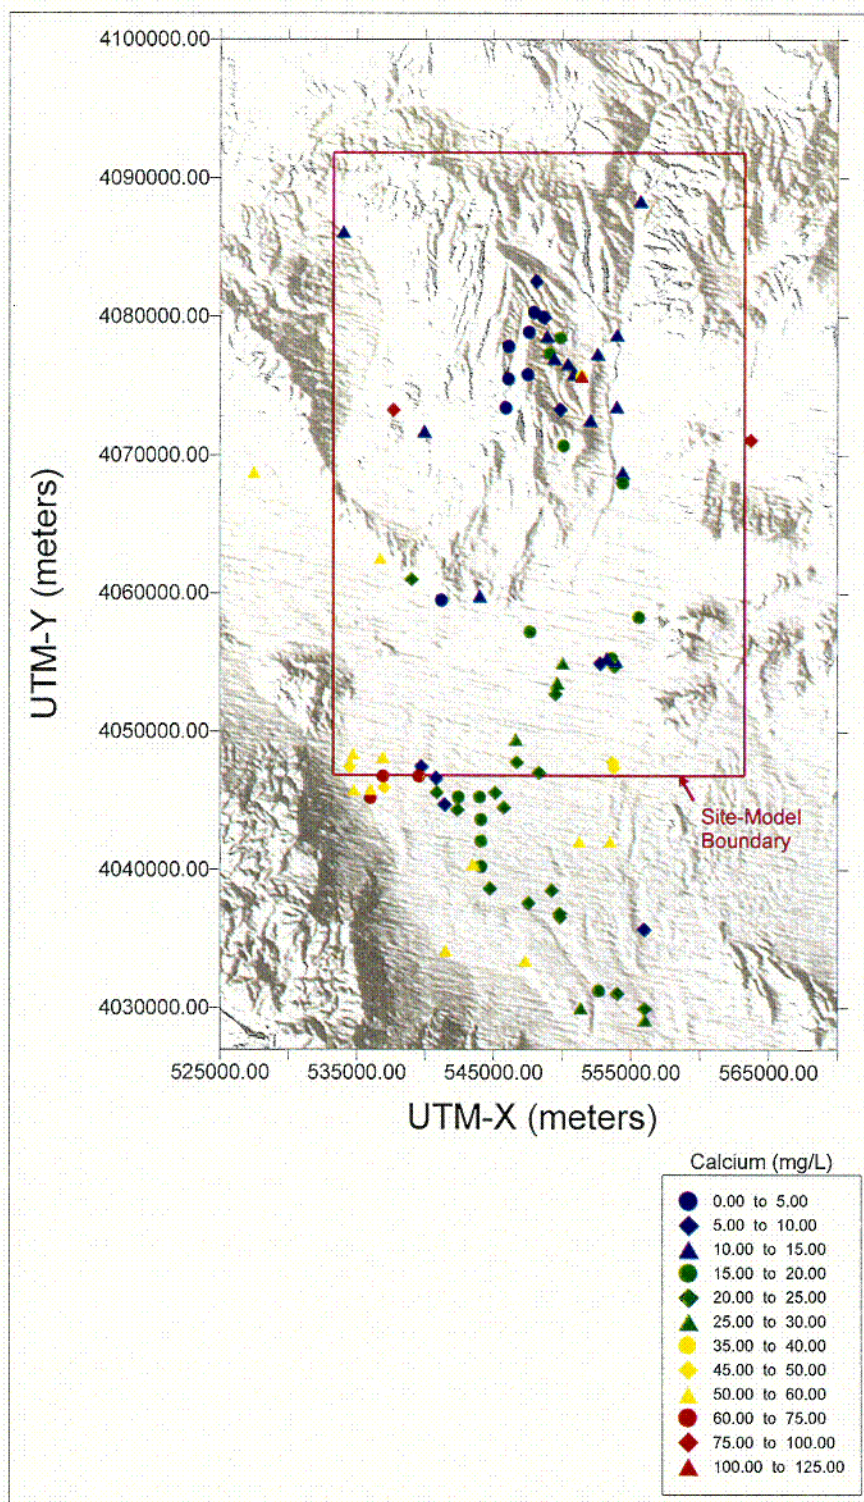 4100000.00
4090000.00
4080000.00
4070000.00
4060000.00
4050000.00
4040000.00
4030000.00
UTM-Y (meters)
Site-Model
Boundary
525000.00 535000.00 545000.00 555000.00 565000.00
UTM-X (meters)
Calcium (mg/L)
0.00 to 5.00
5.00 to 10.00
10.00 to 15.00
15.00 to 20.00
20.00 to 25.00
25.00 to 30.00
35.00 to 40.00
45.00 to 50.00
50.00 to 60.00
60.00 to 75.00
75.00 to 100.00
100.00 to 125.00